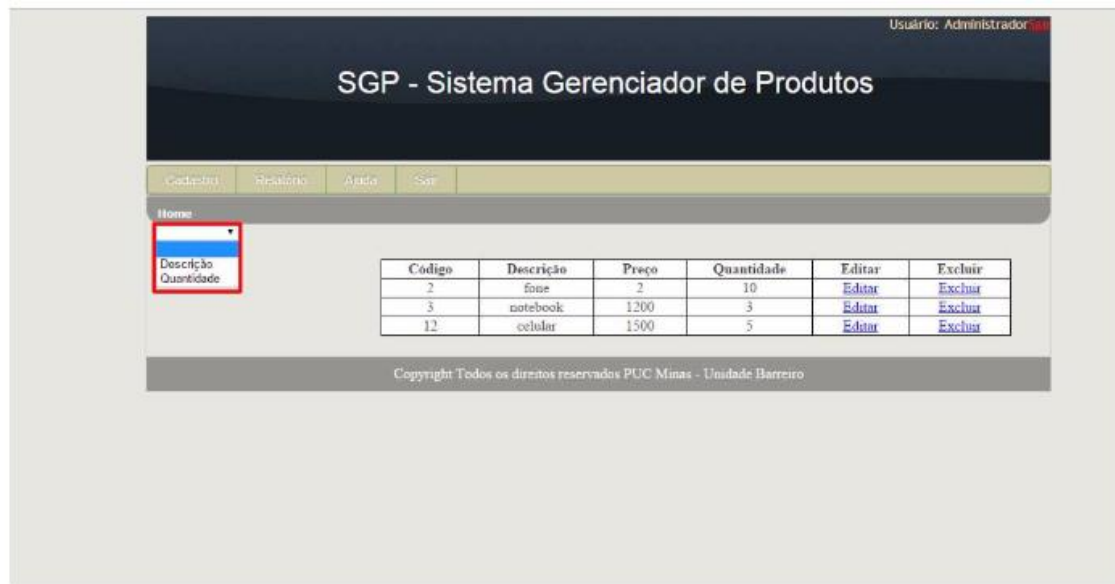 Usuário: AdministradorSair
SGP - Sistema Gerenciador de Produtos
Cadastro Relatório Ajuda Sair
Home
Descrição
Quantidade
Código Descrição Preço Quantidade Editar Excluir
2 fone 2 10 Editar Excluir
3 notebook 1200 3 Editar Excluir
12 celular 1500 5 Editar Excluir
Copyright Todos os direitos reservados PUC Minas - Unidade Barreiro